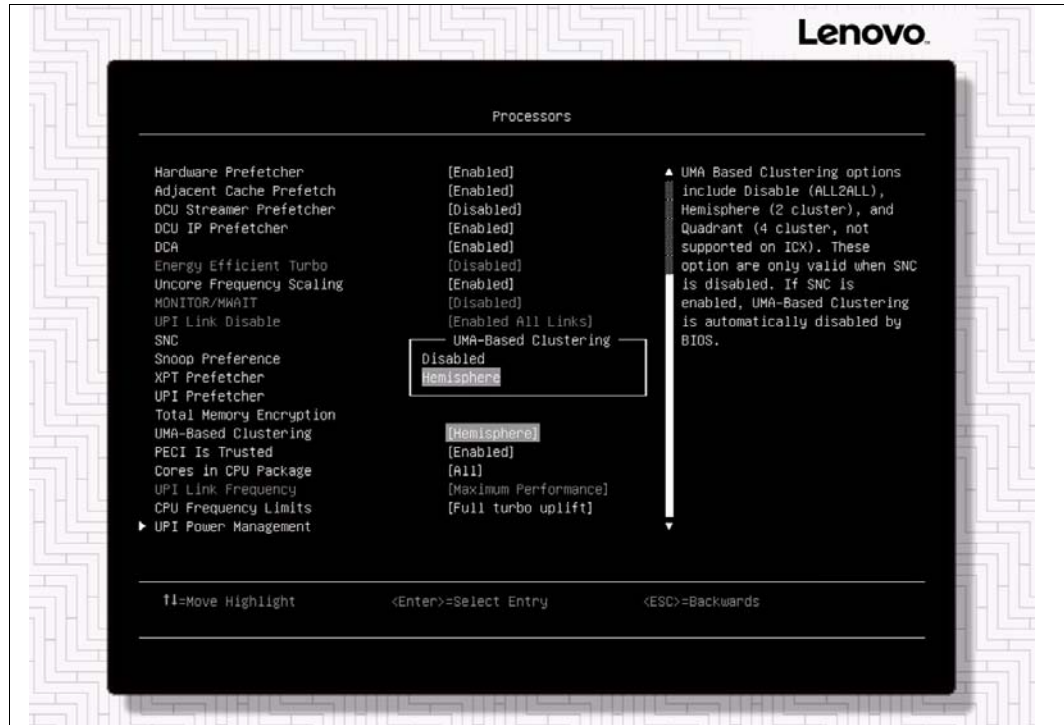 Lenovo
Processors
Hardware Prefetcher [Enabled]
Adjacent Cache Prefetch [Enabled]
DCU Streamer Prefetcher [Disabled]
DCU IP Prefetcher [Enabled]
DCA [Enabled]
Energy Efficient Turbo [Disabled]
Uncore Frequency Scaling [Enabled]
MONITOR/MWAIT [Disabled]
UPI Link Disable [Enabled All Links]
SNC
Snoop Preference
XPT Prefetcher
UPI Prefetcher
Total Memory Encryption
UMA-Based Clustering [Hemisphere]
PECI Is Trusted [Enabled]
Cores in CPU Package [All]
UPI Link Frequency [Maximum Performance]
CPU Frequency Limits [Full turbo uplift]
UPI Power Management
UMA-Based Clustering
Disabled
Hemisphere
UMA Based Clustering options
include Disable (ALL2ALL),
Hemisphere (2 cluster), and
Quadrant (4 cluster, not
supported on ICX). These
option are only valid when SNC
is disabled. If SNC is
enabled, UMA-Based Clustering
is automatically disabled by
BIOS.
↑↓=Move Highlight <Enter>=Select Entry <ESC>=Backwards